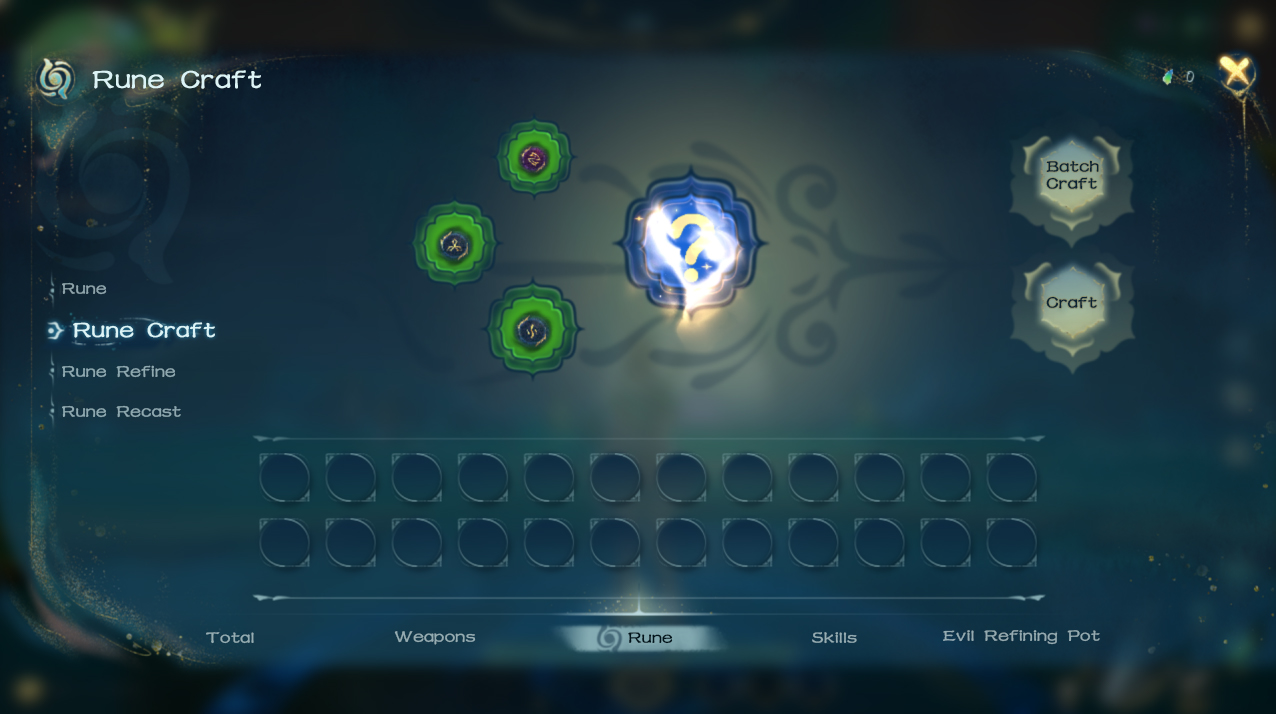 Rune Craft
0
Batch
Craft
Craft
Rune
Rune Craft
Rune Refine
Rune Recast
?
Total
Weapons
Rune
Skills
Evil Refining Pot